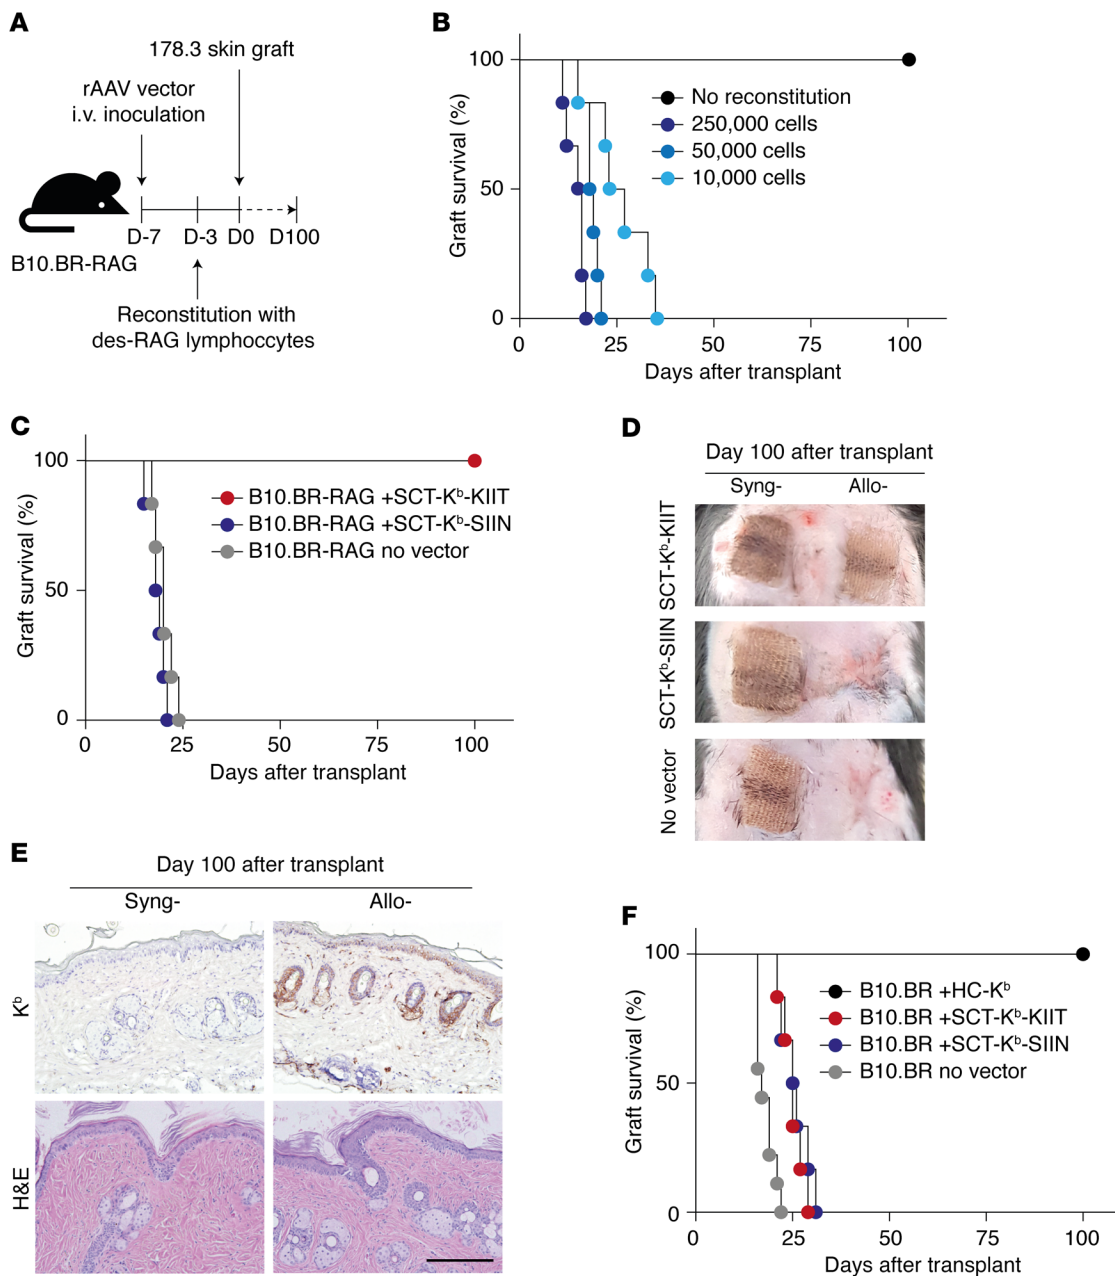 A
178.3 skin graft
rAAV vector
i.v. inoculation
D-7 D-3 D0 D100
B10.BR-RAG
Reconstitution with
des-RAG lymphoccytes
B
Graft survival (%)
100
50
0
0 25 50 75 100
Days after transplant
No reconstitution
250,000 cells
50,000 cells
10,000 cells
C
Graft survival (%)
100
50
0
0 25 50 75 100
Days after transplant
B10.BR-RAG +SCT-Kᵇ-KIIT
B10.BR-RAG +SCT-Kᵇ-SIIN
B10.BR-RAG no vector
D
Day 100 after transplant
Syng- Allo-
SCT-Kᵇ-KIIT
SCT-Kᵇ-SIIN
No vector
E
Day 100 after transplant
Syng- Allo-
Kᵇ
H&E
F
Graft survival (%)
100
50
0
0 25 50 75 100
Days after transplant
B10.BR +HC-Kᵇ
B10.BR +SCT-Kᵇ-KIIT
B10.BR +SCT-Kᵇ-SIIN
B10.BR no vector